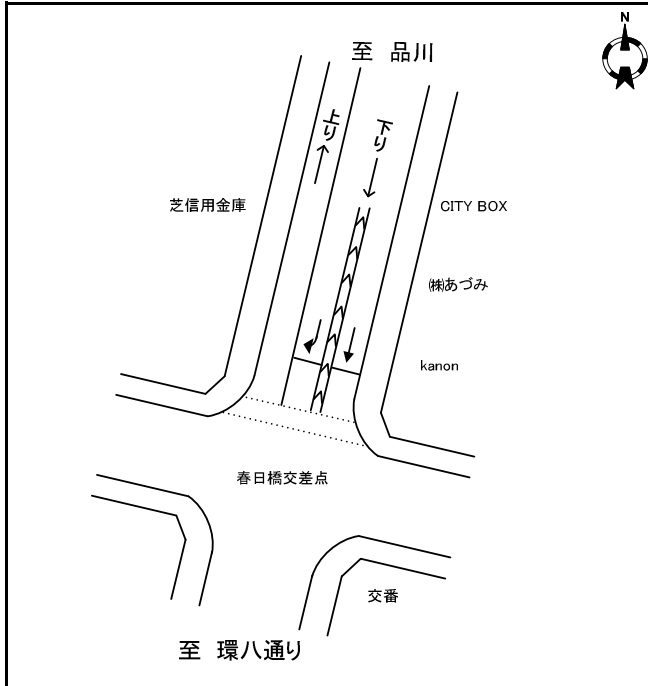 N
至 品川
上り
下り
芝信用金庫
CITY BOX
㈱あづみ
kanon
春日橋交差点
交番
至 環八通り